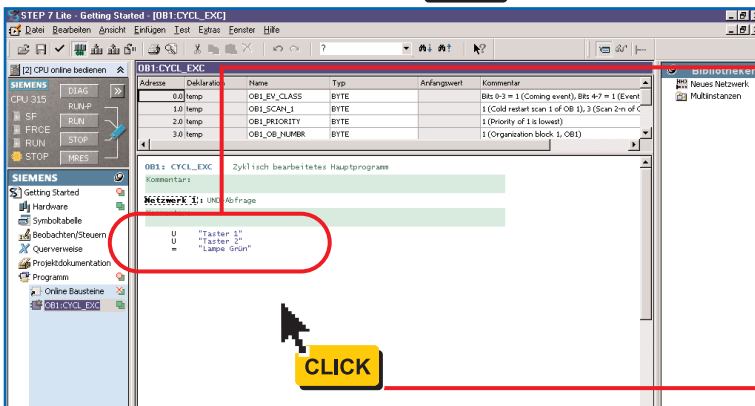 STEP 7 Lite - Getting Started - [OB1:CYCL_EXC]
Datei Bearbeiten Ansicht Einfügen Test Extras Fenster Hilfe
?
[2] CPU online bedienen
SIEMENS
CPU 315
DIAG
RUN-P
SF
RUN
FRCE
RUN
STOP
STOP
MRES
SIEMENS
Getting Started
Hardware
Symboltabelle
Beobachten/Steuern
Querverweise
Projektdokumentation
Programm
Online Bausteine
OB1:CYCL_EXC
OB1:CYCL_EXC
Adresse Deklaration Name Typ Anfangswert Kommentar
0.0 temp OB1_EV_CLASS BYTE Bits 0-3 = 1 (Coming event), Bits 4-7 = 1 (Event
1.0 temp OB1_SCAN_1 BYTE 1 (Cold restart scan 1 of OB 1), 3 (Scan 2-n of
2.0 temp OB1_PRIORITY BYTE 1 (Priority of 1 is lowest)
3.0 temp OB1_OB_NUMBR BYTE 1 (Organization block 1, OB1)
OB1: CYCL_EXC Zyklisch bearbeitetes Hauptprogramm
Kommentar:
Netzwerk 1: UND-Abfrage
U "Taster 1"
U "Taster 2"
= "Lampe Grün"
CLICK
Bibliotheken
Neues Netzwerk
Multiinstanzen